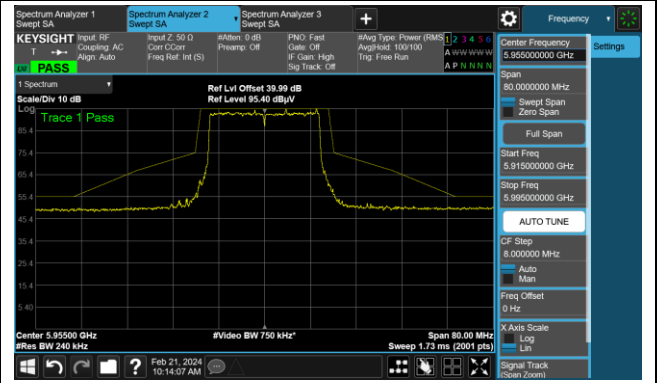 Spectrum Analyzer 1
Swept SA
Spectrum Analyzer 2
Swept SA
Spectrum Analyzer 3
Swept SA
+
Frequency
KEYSIGHT
T
LXI
PASS
Input: RF
Coupling: AC
Align: Auto
Input Z: 50 Ω
Corr CCorr
Freq Ref: Int (S)
#Atten: 0 dB
Preamp: Off
PNO: Fast
Gate: Off
IF Gain: High
Sig Track: Off
#Avg Type: Power (RMS
Avg|Hold: 100/100
Trig: Free Run
1 2 3 4 5 6
A W W W W W
A P N N N N
1 Spectrum
Scale/Div 10 dB
Ref Lvl Offset 39.99 dB
Ref Level 95.40 dBµV
Log
Trace 1 Pass
85.4
75.4
65.4
55.4
45.4
35.4
25.4
15.4
5.40
Center 5.95500 GHz
#Res BW 240 kHz
#Video BW 750 kHz*
Span 80.00 MHz
Sweep 1.73 ms (2001 pts)
Feb 21, 2024
10:14:07 AM
?
Center Frequency
5.955000000 GHz
Settings
Span
80.0000000 MHz
Swept Span
Zero Span
Full Span
Start Freq
5.915000000 GHz
Stop Freq
5.995000000 GHz
AUTO TUNE
CF Step
8.000000 MHz
Auto
Man
Freq Offset
0 Hz
X Axis Scale
Log
Lin
Signal Track
(Span Zoom)